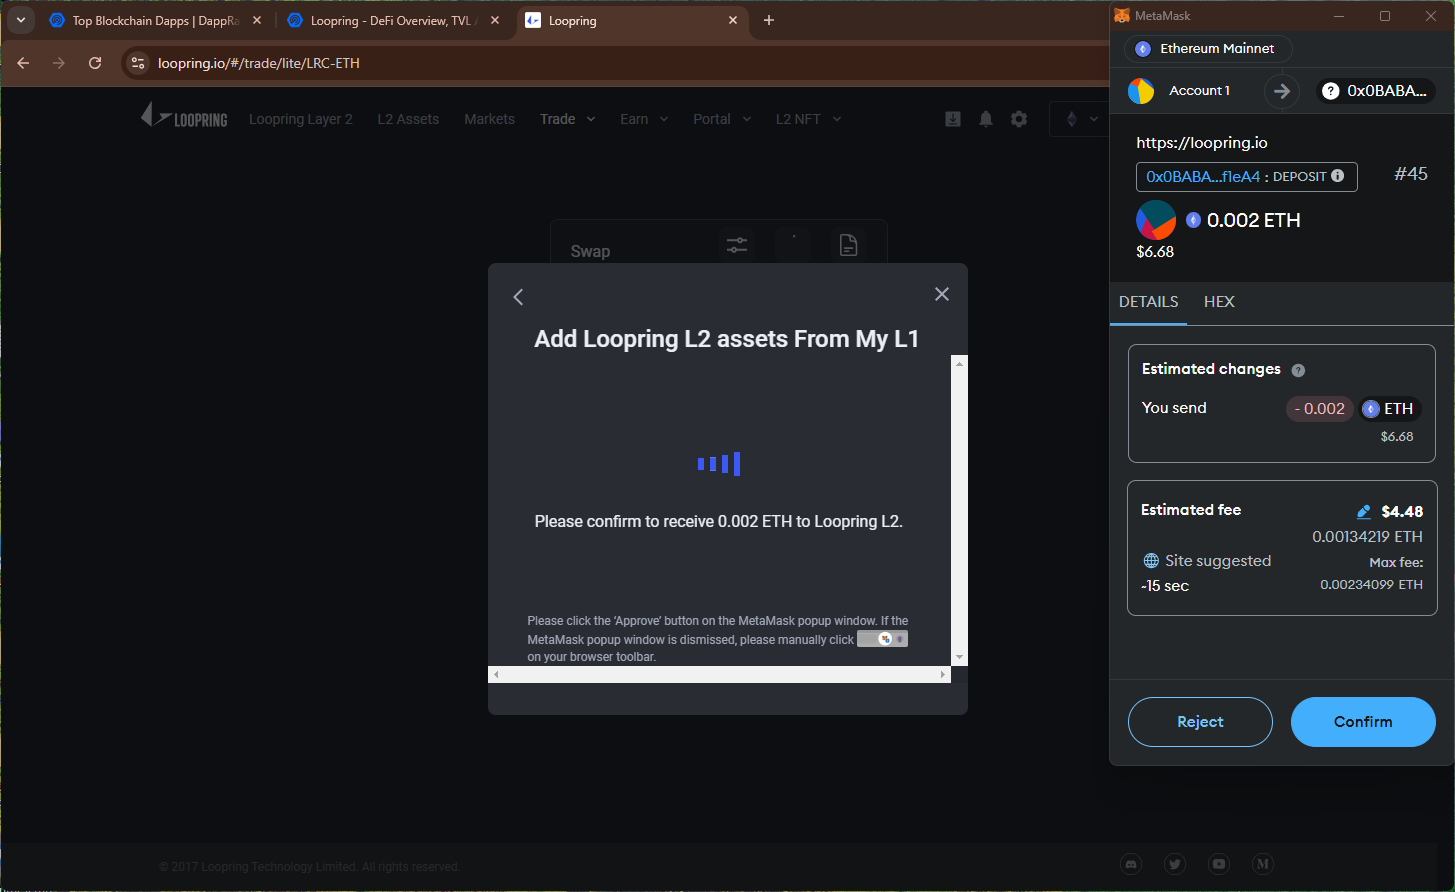 Top Blockchain Dapps | DappRa
Loopring - DeFi Overview, TVL
Loopring
loopring.io/#/trade/lite/LRC-ETH
LOOPRING
Loopring Layer 2
L2 Assets
Markets
Trade
Earn
Portal
L2 NFT
Swap
Add Loopring L2 assets From My L1
Please confirm to receive 0.002 ETH to Loopring L2.
Please click the ‘Approve’ button on the MetaMask popup window. If the
MetaMask popup window is dismissed, please manually click
on your browser toolbar.
© 2017 Loopring Technology Limited. All rights reserved.
MetaMask
Ethereum Mainnet
Account 1
0x0BABA...
https://loopring.io
0x0BABA...f1eA4 : DEPOSIT
#45
0.002 ETH
$6.68
DETAILS
HEX
Estimated changes
You send
- 0.002
ETH
$6.68
Estimated fee
$4.48
0.00134219 ETH
Site suggested
Max fee:
~15 sec
0.00234099 ETH
Reject
Confirm